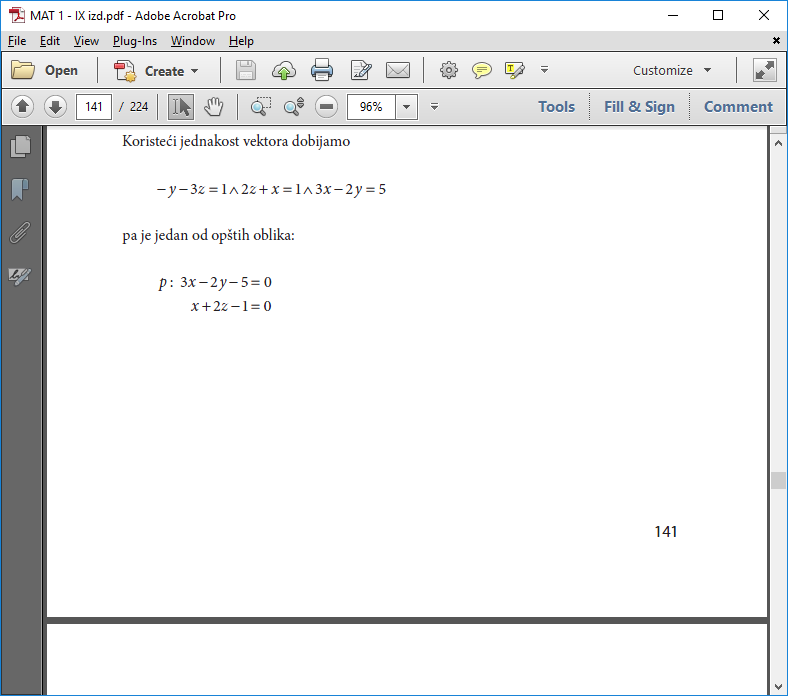 MAT 1 - IX izd.pdf - Adobe Acrobat Pro
File Edit View Plug-Ins Window Help
Open Create Customize
141 / 224 96% Tools Fill & Sign Comment
Koristeći jednakost vektora dobijamo
−y−3z=1∧2z+x=1∧3x−2y=5
pa je jedan od opštih oblika:
p: 3x−2y−5=0
x+2z−1=0
141